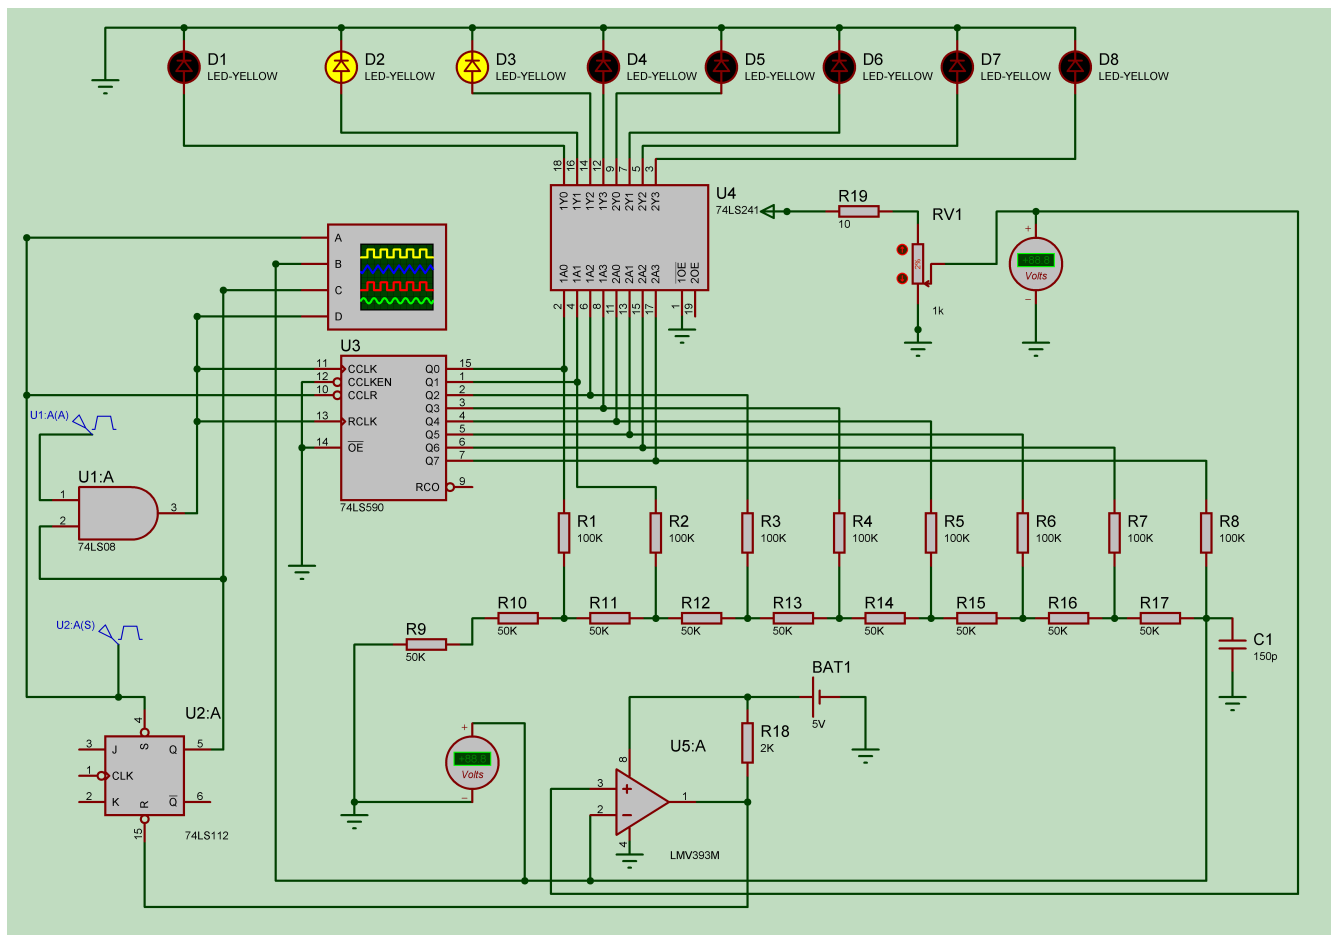 D1
LED-YELLOW
D2
LED-YELLOW
D3
LED-YELLOW
D4
LED-YELLOW
D5
LED-YELLOW
D6
LED-YELLOW
D7
LED-YELLOW
D8
LED-YELLOW
18 16 14 12 9 7 5 3
1Y0 1Y1 1Y2 1Y3 2Y0 2Y1 2Y2 2Y3
U4
74LS241
1A0 1A1 1A2 1A3 2A0 2A1 2A2 2A3 1OE 2OE
2 4 6 8 11 13 15 17 1 19
R19
10
RV1
2%
1k
+
+88.8
Volts
−
A
B
C
D
U3
11 CCLK Q0 15
12 CCLKEN Q1 1
10 CCLR Q2 2
Q3 3
13 RCLK Q4 4
Q5 5
14 OE Q6 6
Q7 7
RCO 9
74LS590
U1:A(A)
U1:A
1
2
3
74LS08
R1
100K
R2
100K
R3
100K
R4
100K
R5
100K
R6
100K
R7
100K
R8
100K
U2:A(S)
R9
50K
R10
50K
R11
50K
R12
50K
R13
50K
R14
50K
R15
50K
R16
50K
R17
50K
C1
150p
U2:A
4
S
3 J Q 5
1 CLK
2 K Q 6
R
15
74LS112
+
+88.8
Volts
−
BAT1
5V
R18
2K
U5:A
8
3 +
2 −
1
4
LMV393M